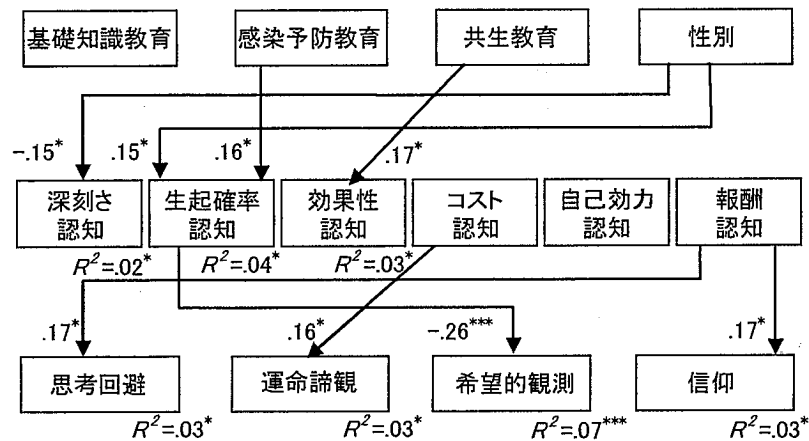 基礎知識教育
感染予防教育
共生教育
性別
-.15*
.15*
.16*
.17*
深刻さ
認知
生起確率
認知
効果性
認知
コスト
認知
自己効力
認知
報酬
認知
R²=.02*
R²=.04*
R²=.03*
.17*
.16*
-.26***
.17*
思考回避
運命諦観
希望的観測
信仰
R²=.03*
R²=.03*
R²=.07***
R²=.03*